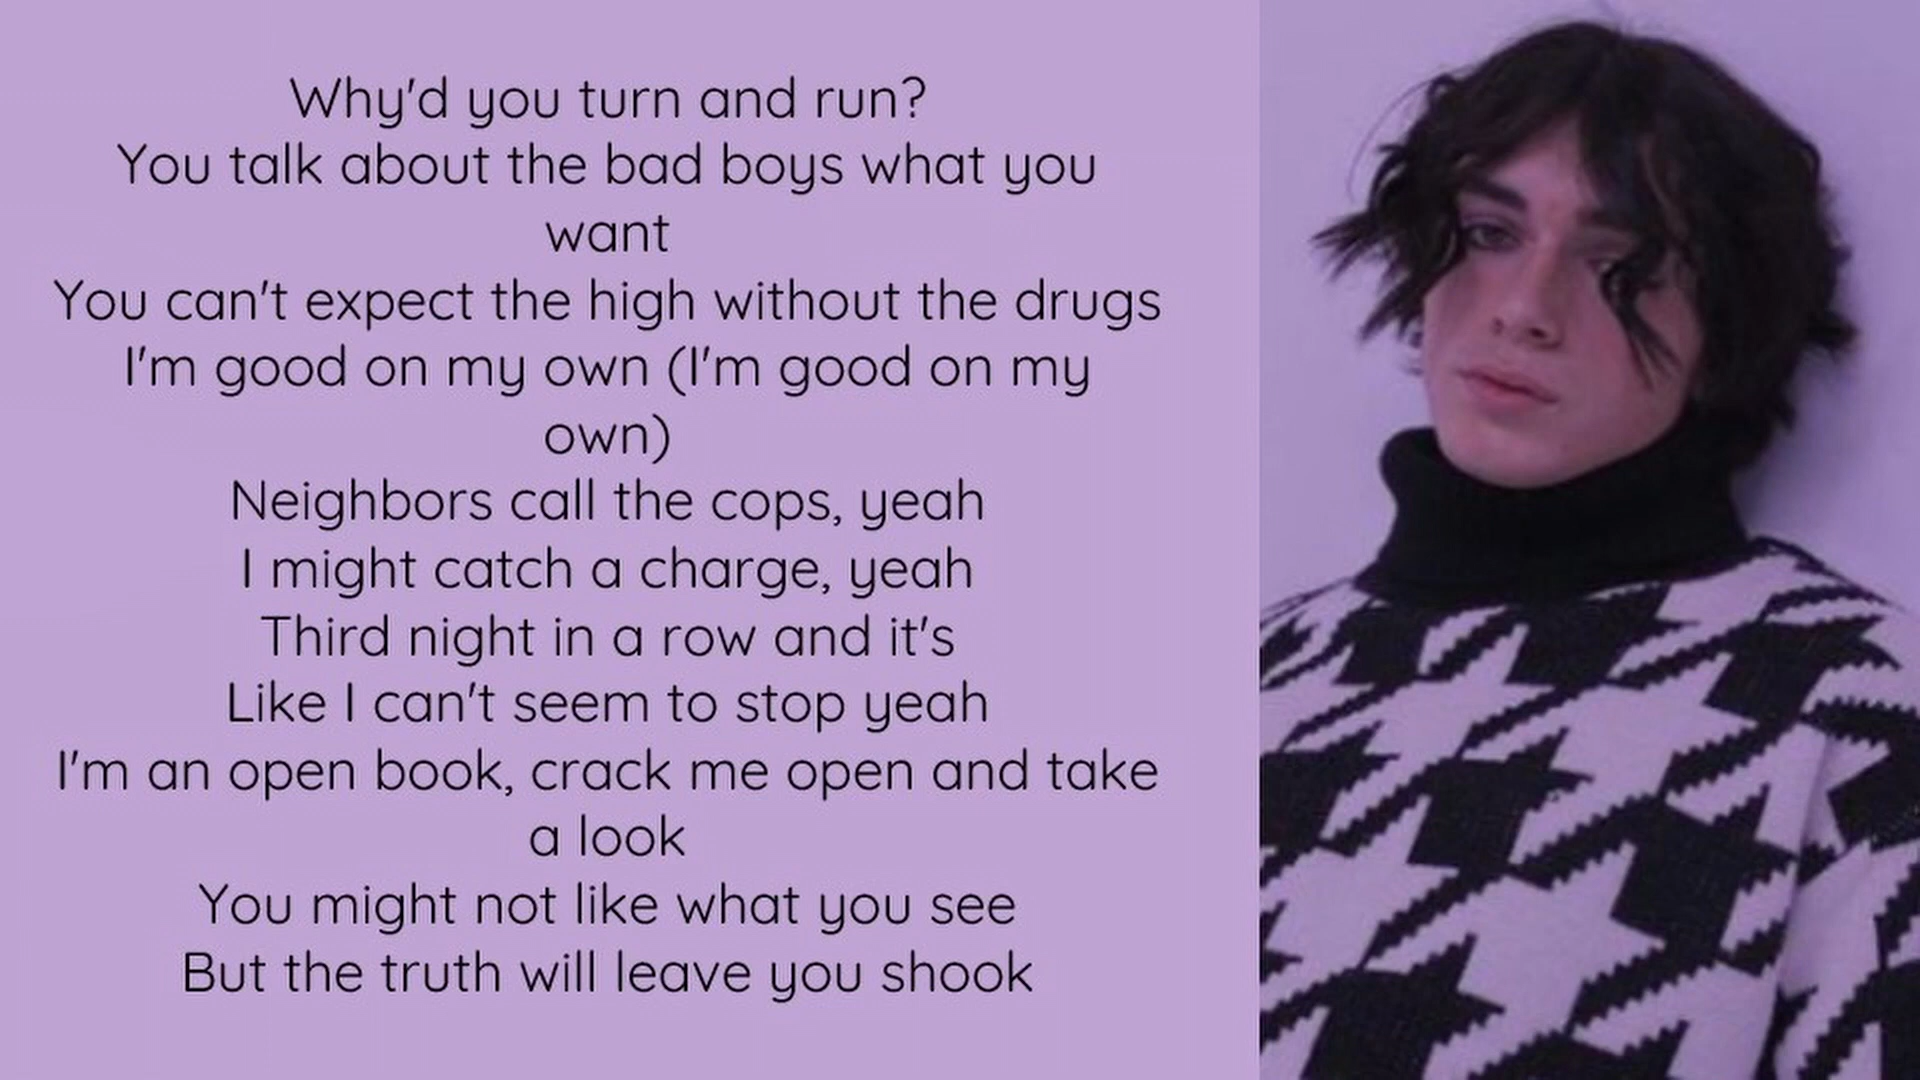 Why'd you turn and run?
You talk about the bad boys what you
want
You can't expect the high without the drugs
I'm good on my own (I'm good on my
own)
Neighbors call the cops, yeah
I might catch a charge, yeah
Third night in a row and it's
Like I can't seem to stop yeah
I'm an open book, crack me open and take
a look
You might not like what you see
But the truth will leave you shook